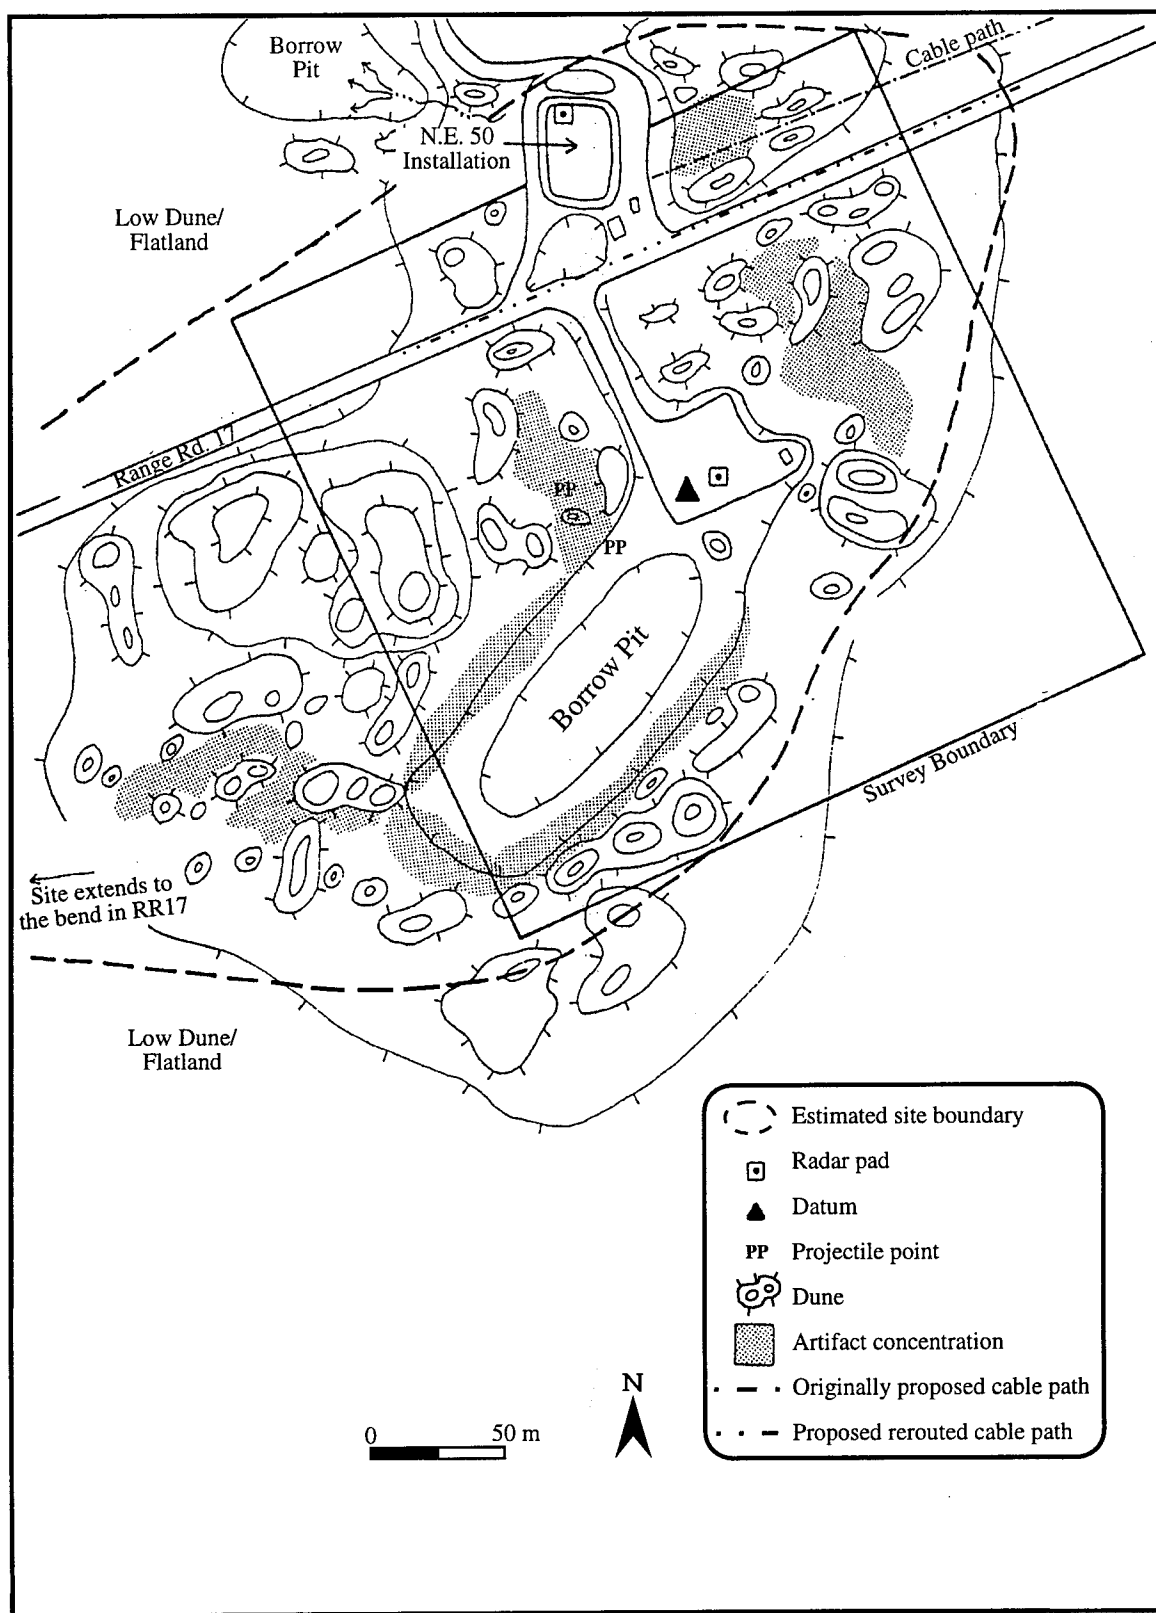 Borrow
Pit
Cable path
N.E. 50
Installation
Low Dune/
Flatland
Range Rd. 17
PP
PP
Borrow Pit
Survey Boundary
Site extends to
the bend in RR17
Low Dune/
Flatland
Estimated site boundary
Radar pad
Datum
PP Projectile point
Dune
Artifact concentration
Originally proposed cable path
Proposed rerouted cable path
N
0 50 m